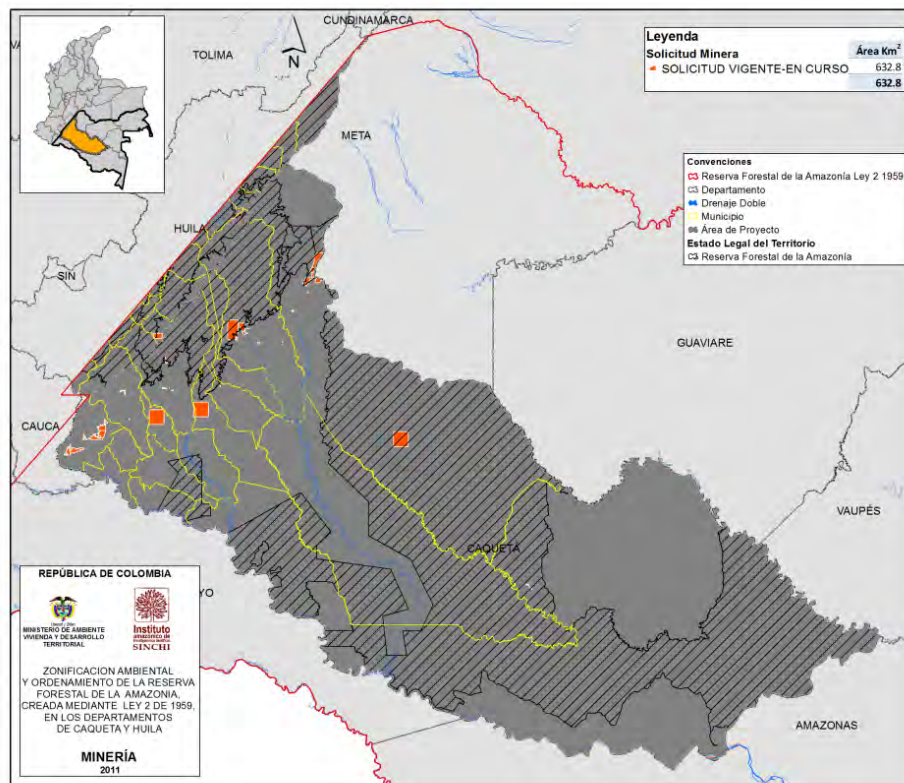 CUNDINAMARCA
TOLIMA
N
META
HUILA
SIN
CAUCA
GUAVIARE
VAUPÉS
CAQUETÁ
YO
AMAZONAS
Leyenda
Solicitud Minera Área Km²
SOLICITUD VIGENTE-EN CURSO 632.8
632.8
Convenciones
Reserva Forestal de la Amazonía Ley 2 1959
Departamento
Drenaje Doble
Municipio
Área de Proyecto
Estado Legal del Territorio
Reserva Forestal de la Amazonía
REPÚBLICA DE COLOMBIA
MINISTERIO DE AMBIENTE
VIVIENDA Y DESARROLLO
TERRITORIAL
Instituto
amazónico de
SINCHI
ZONIFICACION AMBIENTAL
Y ORDENAMIENTO DE LA RESERVA
FORESTAL DE LA AMAZONIA,
CREADA MEDIANTE LEY 2 DE 1959,
EN LOS DEPARTAMENTOS
DE CAQUETA Y HUILA
MINERÍA
2011